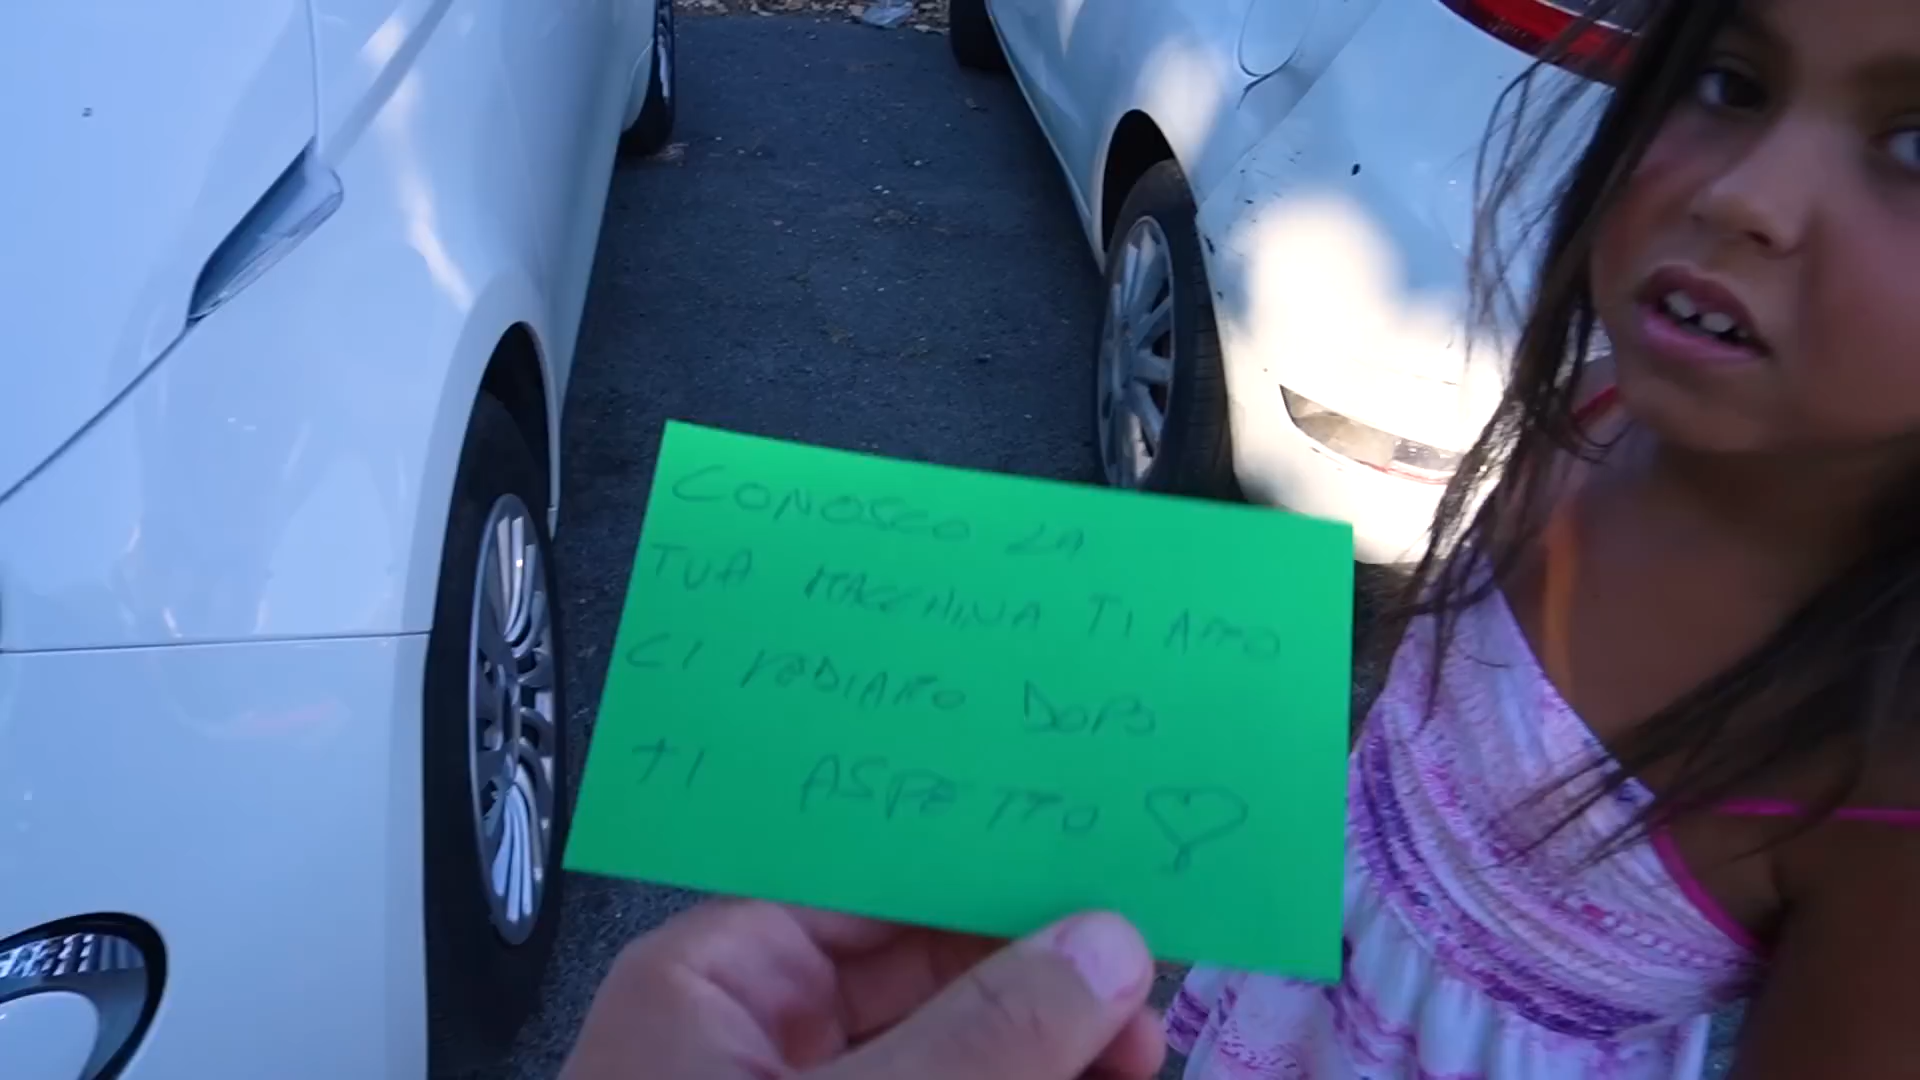 CONOSCO LA
TUA MACCHINA TI AMO
CI VEDIAMO DOPO
TI ASPETTO